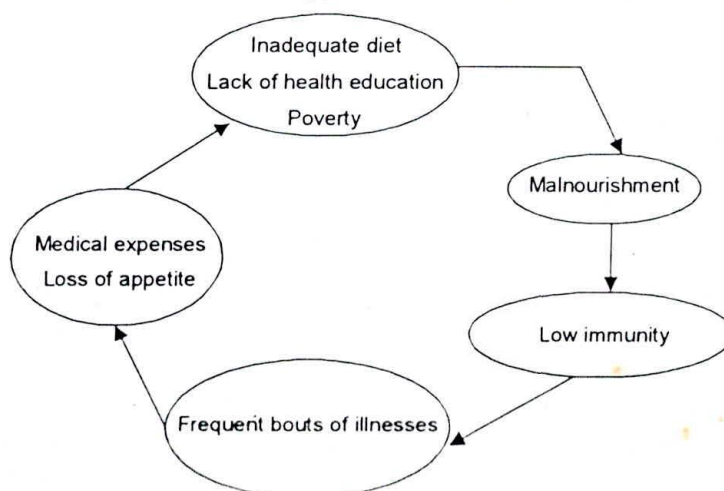 Inadequate diet
Lack of health education
Poverty
Malnourishment
Low immunity
Frequent bouts of illnesses
Medical expenses
Loss of appetite